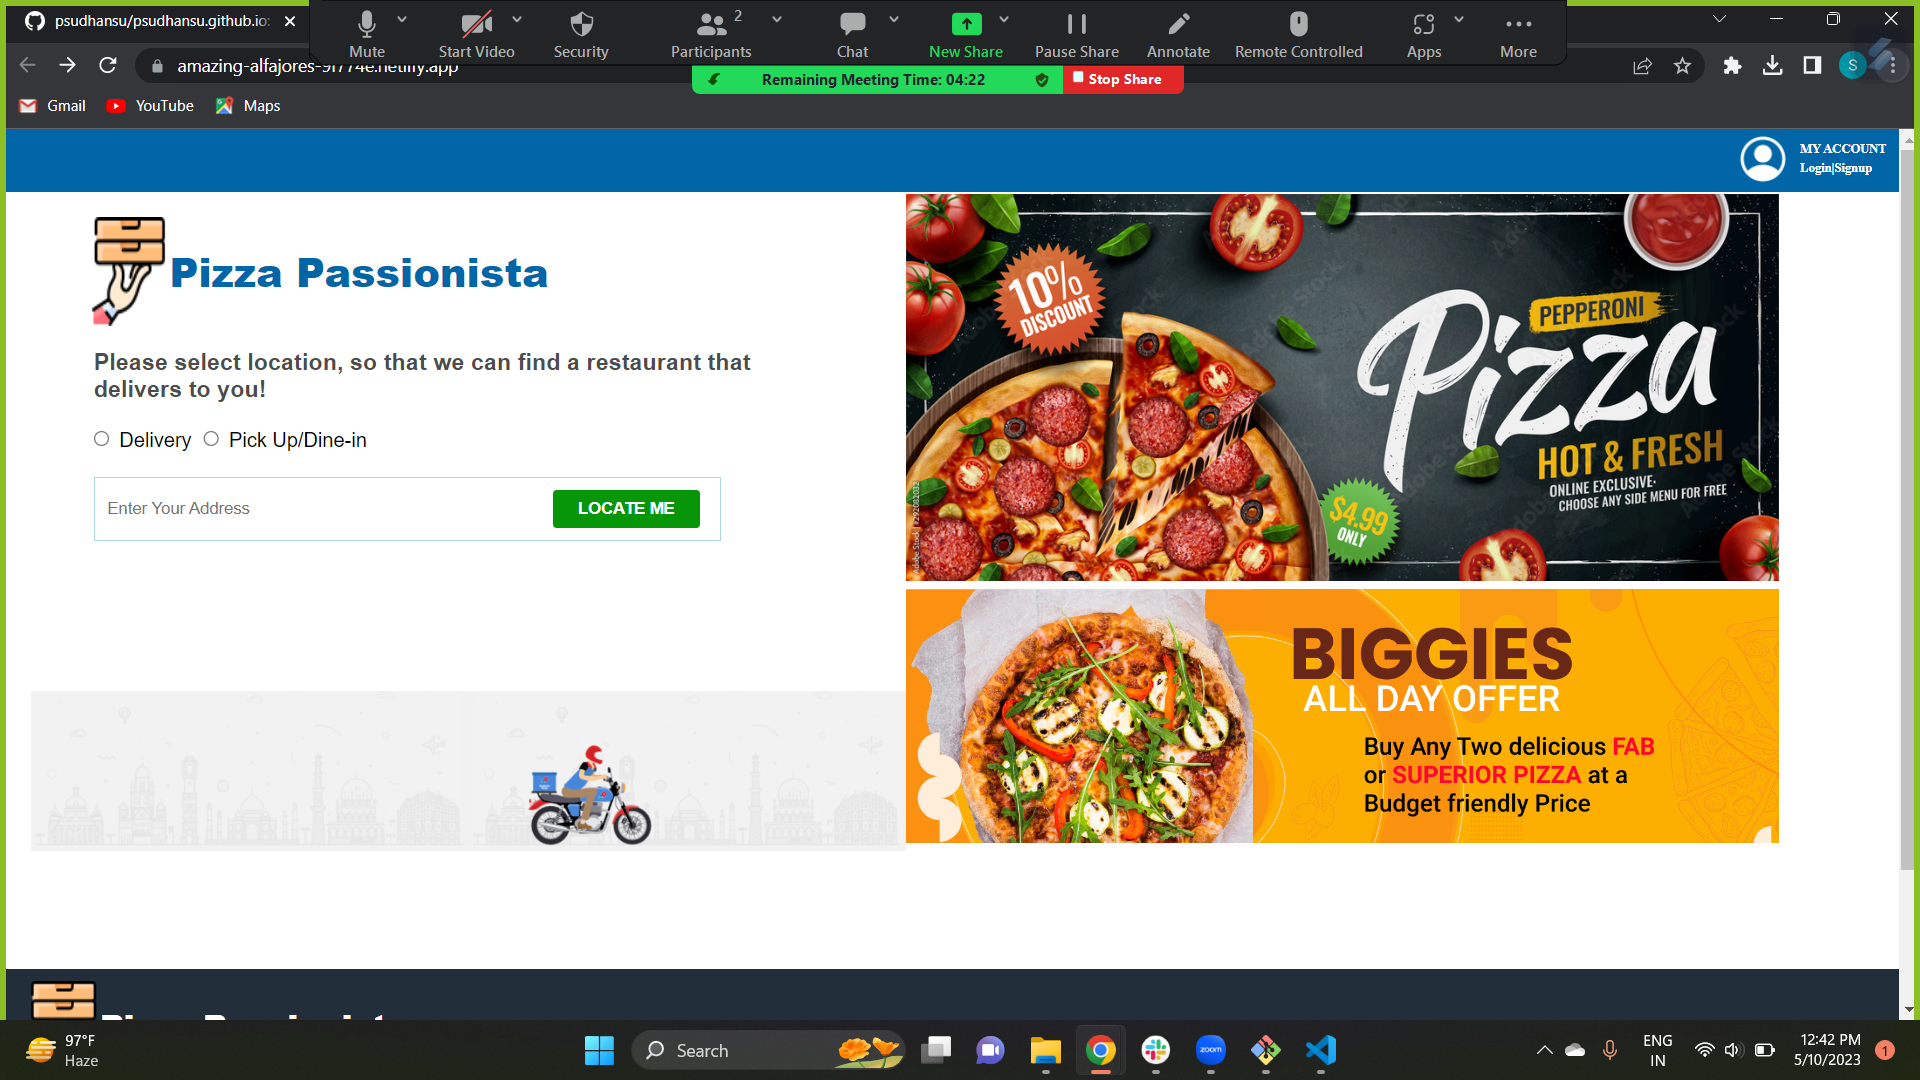 psudhansu/psudhansu.github.io:
Mute
Start Video
Security
Participants
2
Chat
New Share
Pause Share
Annotate
Remote Controlled
Apps
More
amazing-alfajores-9f774e.netlify.app
Remaining Meeting Time: 04:22
Stop Share
S
Gmail
YouTube
Maps
MY ACCOUNT
Login|Signup
Pizza Passionista
Please select location, so that we can find a restaurant that
delivers to you!
Delivery
Pick Up/Dine-in
Enter Your Address
LOCATE ME
10%
DISCOUNT
PEPPERONI
Pizza
HOT & FRESH
ONLINE EXCLUSIVE·
CHOOSE ANY SIDE MENU FOR FREE
$4.99
ONLY
BIGGIES
ALL DAY OFFER
Buy Any Two delicious FAB
or SUPERIOR PIZZA at a
Budget friendly Price
Pizza Passionista
97°F
Haze
Search
zoom
ENG
IN
12:42 PM
5/10/2023
1